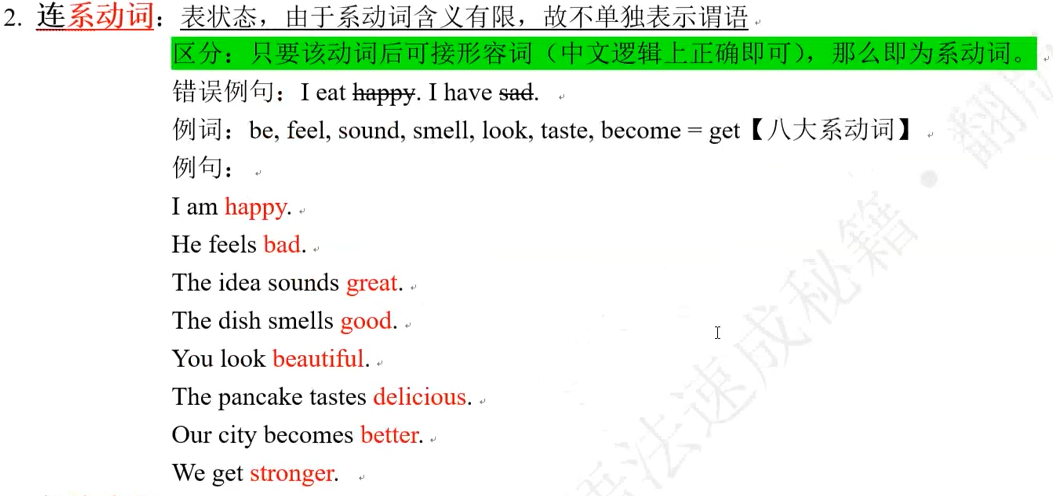 2. 连系动词：表状态，由于系动词含义有限，故不单独表示谓语
区分：只要该动词后可接形容词（中文逻辑上正确即可），那么即为系动词。
错误例句：I eat happy. I have sad.
例词：be, feel, sound, smell, look, taste, become = get【八大系动词】
例句：
I am happy.
He feels bad.
The idea sounds great.
The dish smells good.
You look beautiful.
The pancake tastes delicious.
Our city becomes better.
We get stronger.
语法速成秘籍·翻